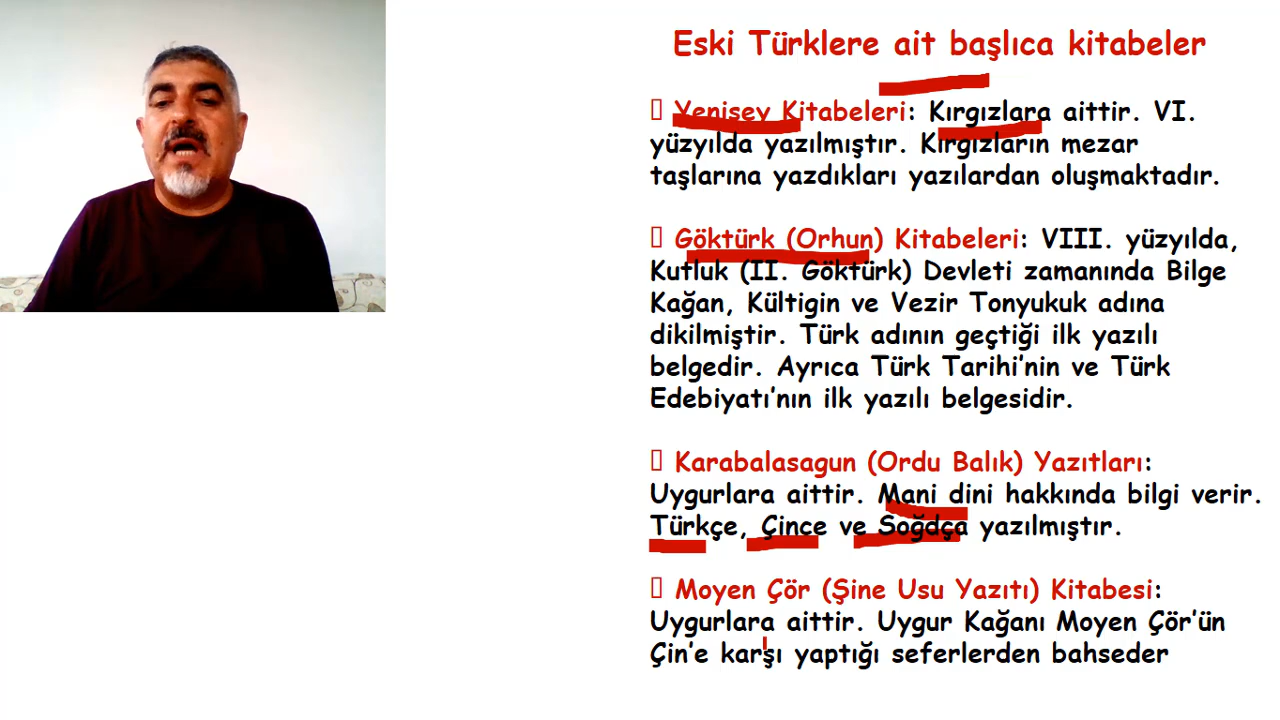 Eski Türklere ait başlıca kitabeler
Yenisey Kitabeleri: Kırgızlara aittir. VI.
yüzyılda yazılmıştır. Kırgızların mezar
taşlarına yazdıkları yazılardan oluşmaktadır.
Göktürk (Orhun) Kitabeleri: VIII. yüzyılda,
Kutluk (II. Göktürk) Devleti zamanında Bilge
Kağan, Kültigin ve Vezir Tonyukuk adına
dikilmiştir. Türk adının geçtiği ilk yazılı
belgedir. Ayrıca Türk Tarihi’nin ve Türk
Edebiyatı’nın ilk yazılı belgesidir.
Karabalasagun (Ordu Balık) Yazıtları:
Uygurlara aittir. Mani dini hakkında bilgi verir.
Türkçe, Çince ve Soğdça yazılmıştır.
Moyen Çör (Şine Usu Yazıtı) Kitabesi:
Uygurlara aittir. Uygur Kağanı Moyen Çör’ün
Çin’e karşı yaptığı seferlerden bahseder